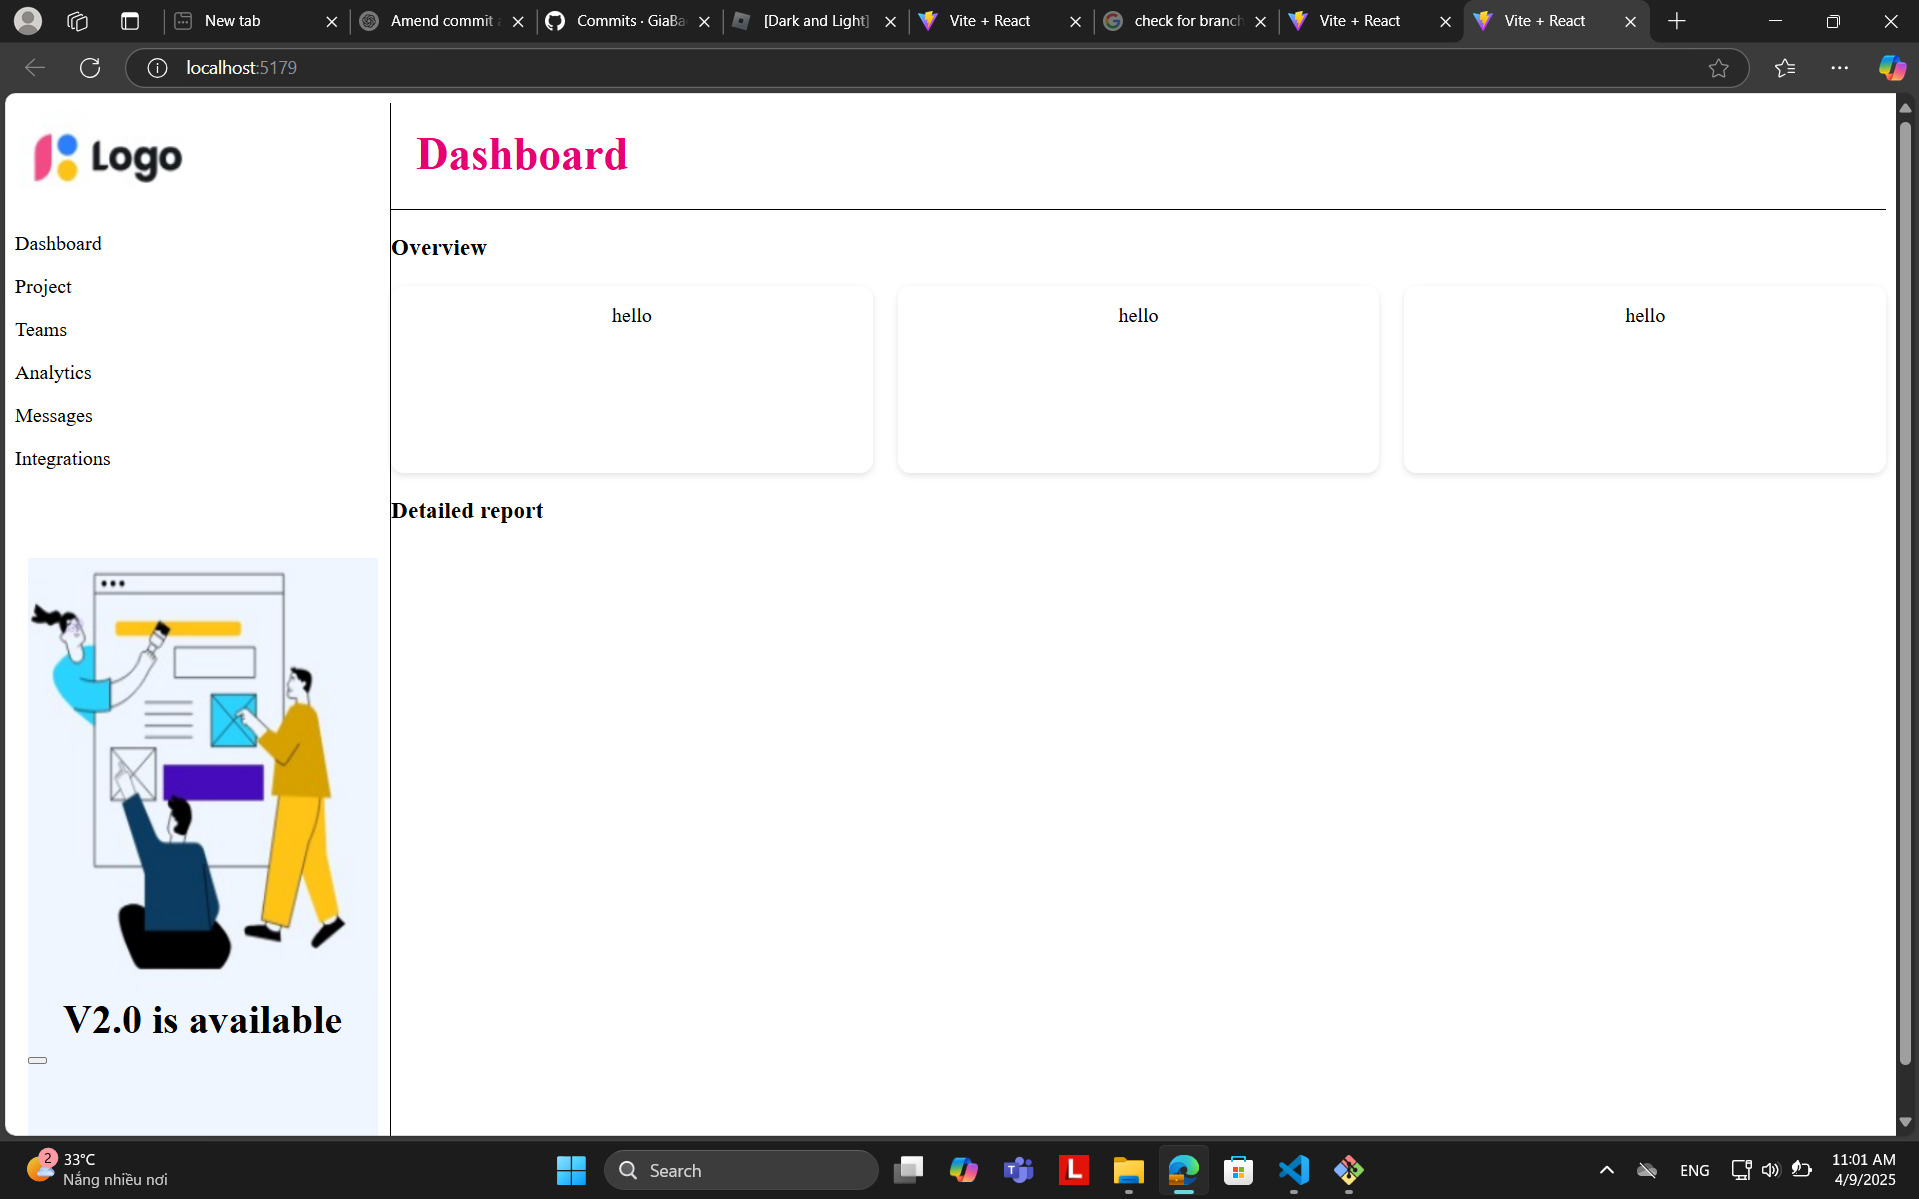 New tab
Amend commit
Commits · GiaBa
[Dark and Light]
Vite + React
check for branch
Vite + React
Vite + React
localhost:5179
Logo
Dashboard
Project
Teams
Analytics
Messages
Integrations
V2.0 is available
Dashboard
Overview
hello
hello
hello
Detailed report
2
33°C
Nắng nhiều nơi
Search
L
ENG
11:01 AM
4/9/2025